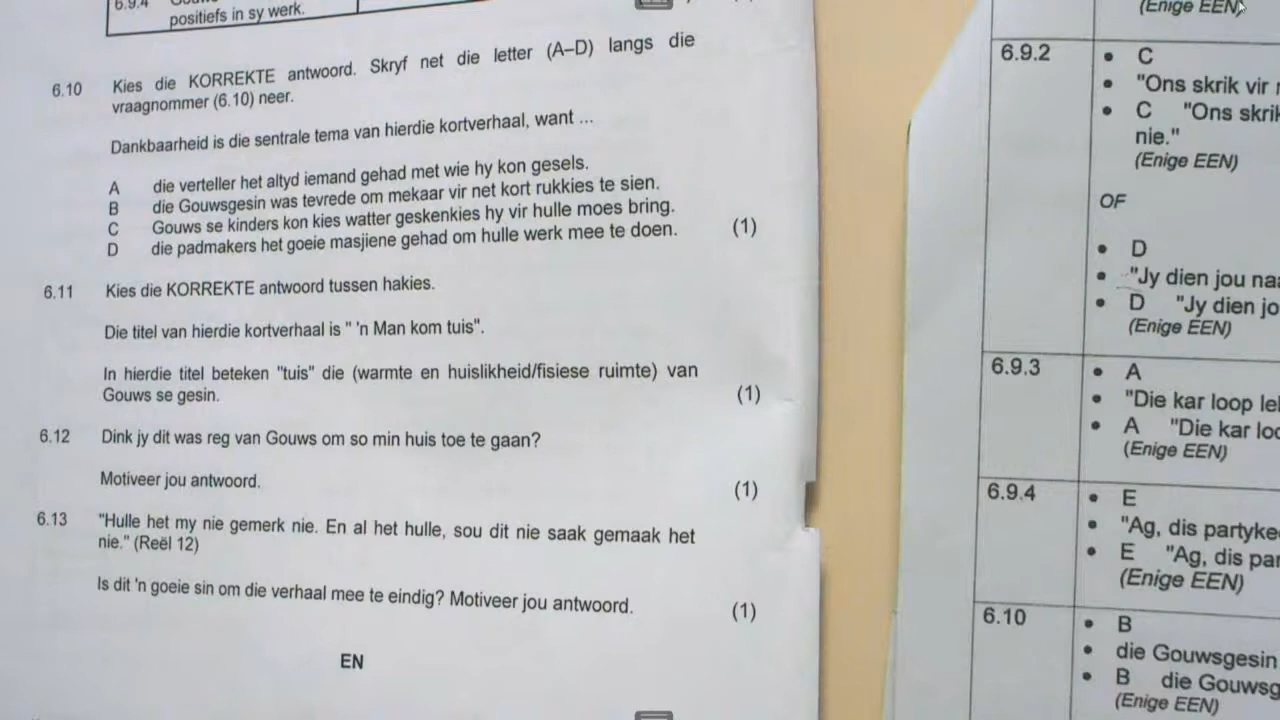 6.9.4
positiefs in sy werk.
6.10 Kies die KORREKTE antwoord. Skryf net die letter (A–D) langs die
vraagnommer (6.10) neer.
Dankbaarheid is die sentrale tema van hierdie kortverhaal, want ...
A die verteller het altyd iemand gehad met wie hy kon gesels.
B die Gouwsgesin was tevrede om mekaar vir net kort rukkies te sien.
C Gouws se kinders kon kies watter geskenkies hy vir hulle moes bring.
D die padmakers het goeie masjiene gehad om hulle werk mee te doen. (1)
6.11 Kies die KORREKTE antwoord tussen hakies.
Die titel van hierdie kortverhaal is " 'n Man kom tuis".
In hierdie titel beteken "tuis" die (warmte en huislikheid/fisiese ruimte) van
Gouws se gesin. (1)
6.12 Dink jy dit was reg van Gouws om so min huis toe te gaan?
Motiveer jou antwoord. (1)
6.13 "Hulle het my nie gemerk nie. En al het hulle, sou dit nie saak gemaak het
nie." (Reël 12)
Is dit 'n goeie sin om die verhaal mee te eindig? Motiveer jou antwoord. (1)
EN
(Enige EEN)
6.9.2 • C
• "Ons skrik vir
• C "Ons skrik
nie."
(Enige EEN)
OF
• D
• "Jy dien jou
• D "Jy dien
(Enige EEN)
6.9.3 • A
• "Die kar loop
• A "Die kar
(Enige EEN)
6.9.4 • E
• "Ag, dis
• E "Ag, dis
(Enige EEN)
6.10 • B
• die Gouwsgesin
• B die
(Enige EEN)